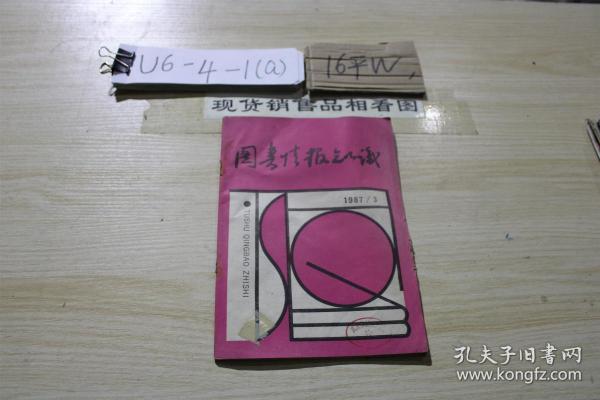 U6-4-1(a)
16平W,
现货销售品相看图
图书情报知识
1987/3
TUSHU QINGBAO ZHISHI
孔夫子旧书网
www.kongfz.com